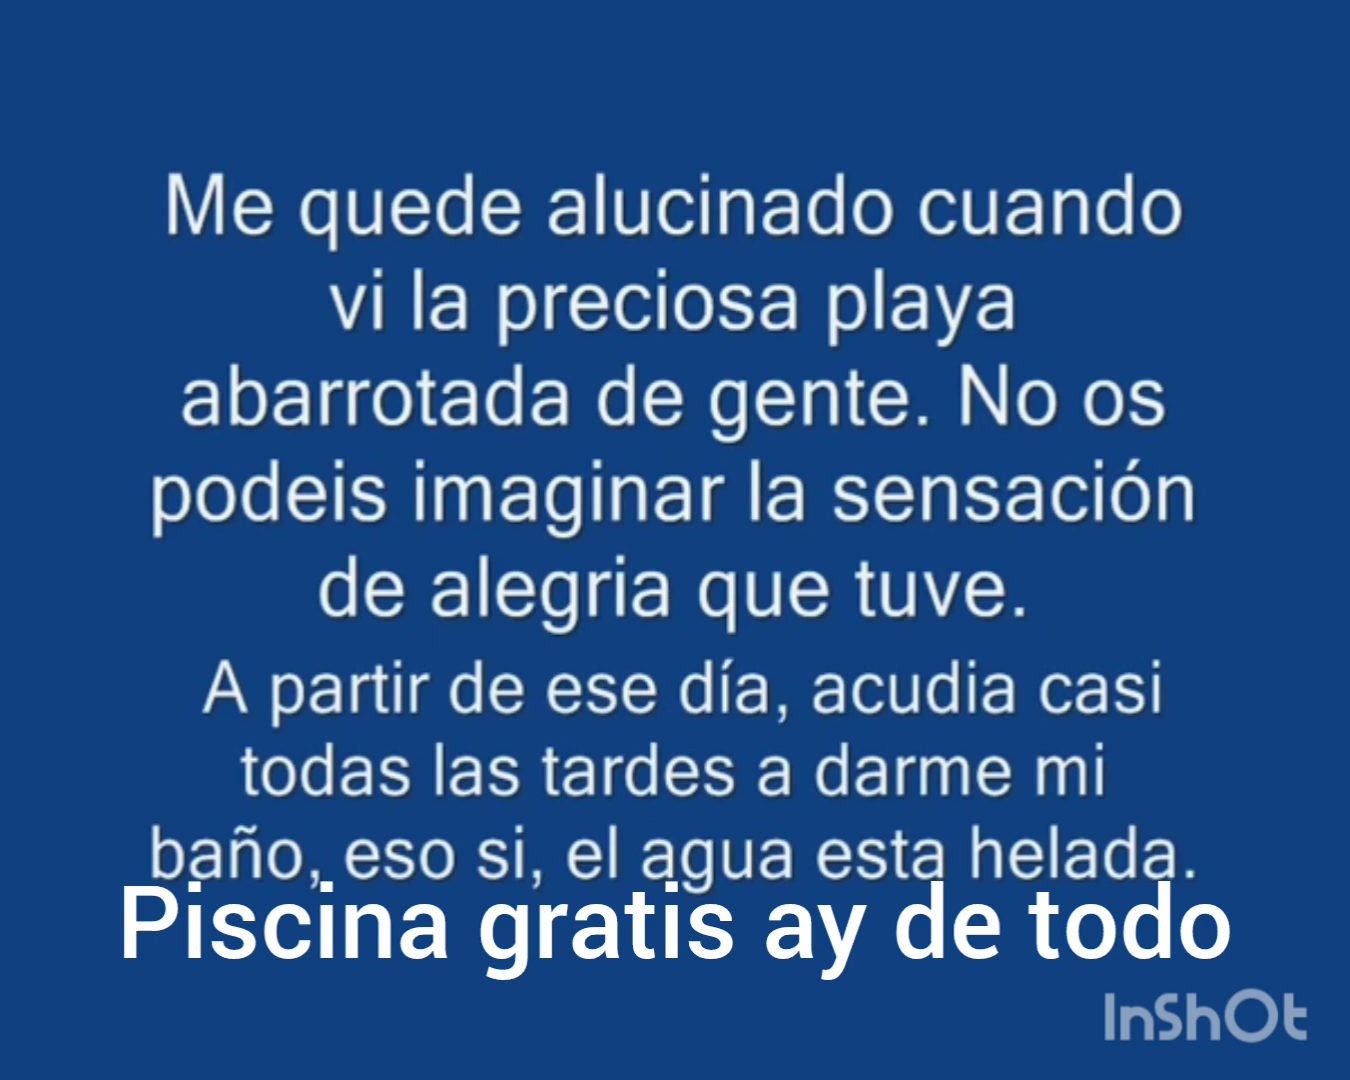 Me quede alucinado cuando
vi la preciosa playa
abarrotada de gente. No os
podeis imaginar la sensación
de alegria que tuve.
A partir de ese día, acudia casi
todas las tardes a darme mi
baño, eso si, el agua esta helada.
Piscina gratis ay de todo
InShOt